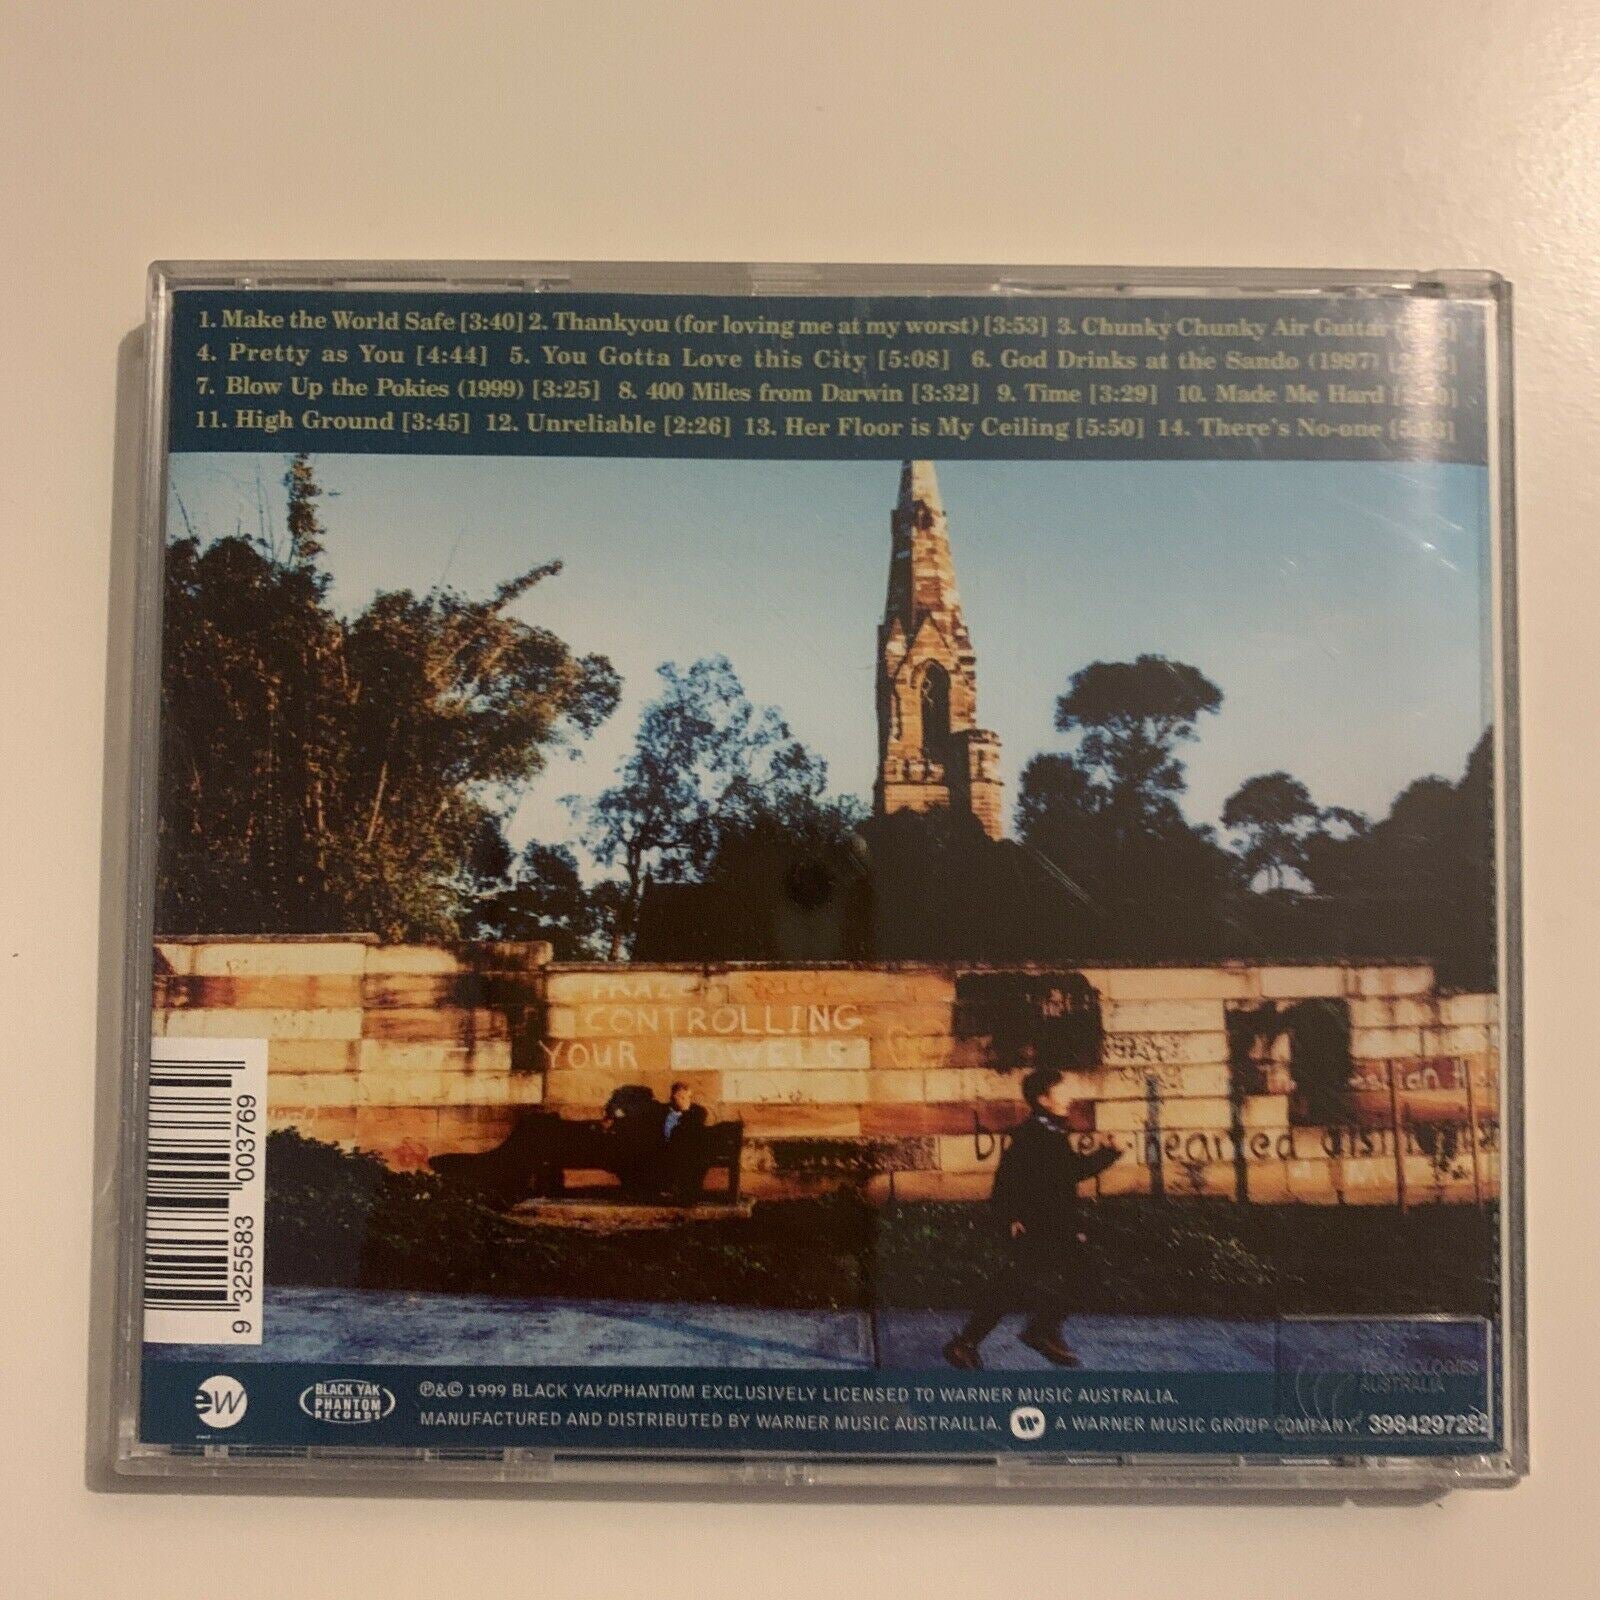 1. Make the World Safe [3:40] 2. Thankyou (for loving me at my worst) [3:53] 3. Chunky Chunky Air Guitar
4. Pretty as You [4:44] 5. You Gotta Love this City [5:08] 6. God Drinks at the Sando (1997)
7. Blow Up the Pokies (1999) [3:25] 8. 400 Miles from Darwin [3:32] 9. Time [3:29] 10. Made Me Hard
11. High Ground [3:45] 12. Unreliable [2:26] 13. Her Floor is My Ceiling [5:50] 14. There's No-one
CONTROLLING
YOUR BOWELS
hearted
9 325583 003769
ew
BLACK YAK
PHANTOM
RECORDS
℗&© 1999 BLACK YAK/PHANTOM EXCLUSIVELY LICENSED TO WARNER MUSIC AUSTRALIA.
MANUFACTURED AND DISTRIBUTED BY WARNER MUSIC AUSTRAILIA. A WARNER MUSIC GROUP COMPANY. 3984297282
TECHNOLOGIES
AUSTRALIA